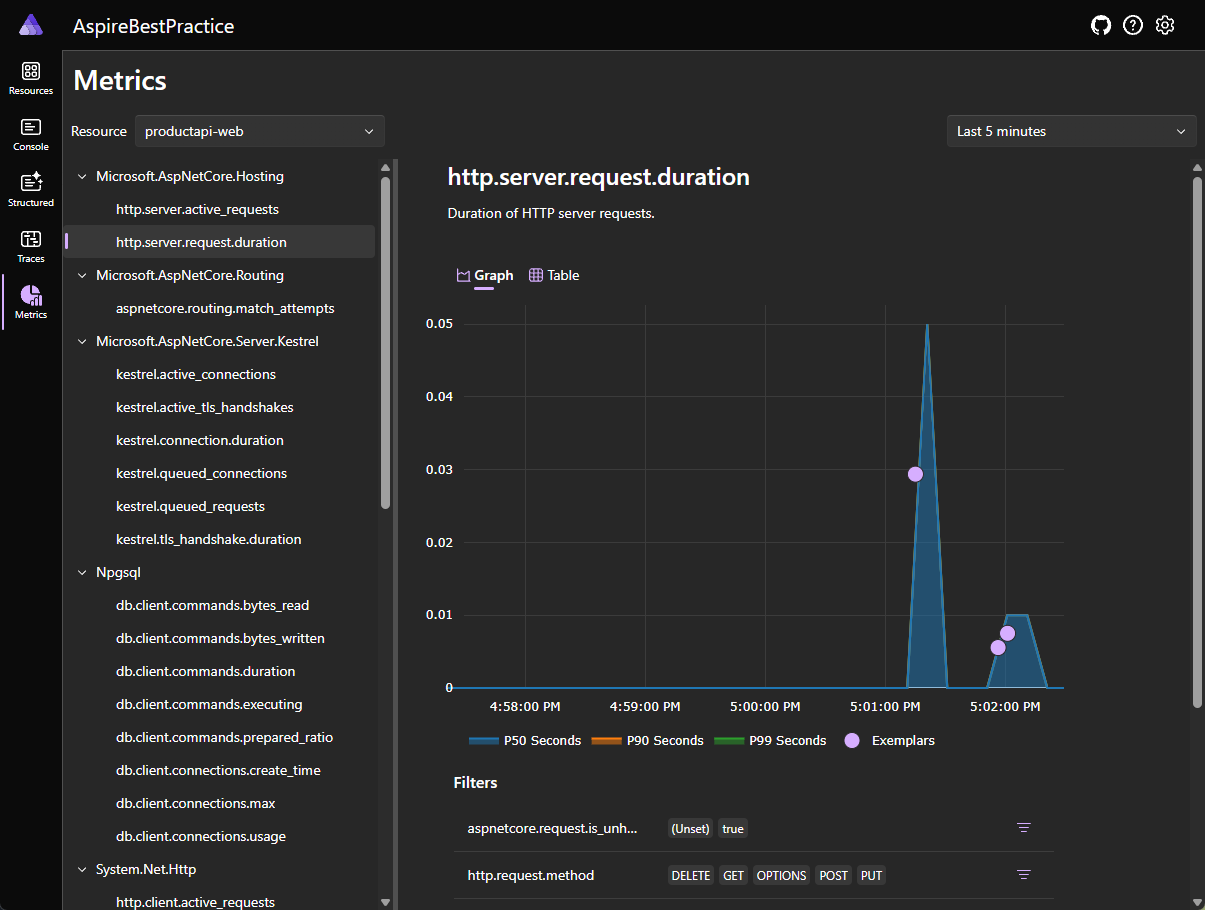 AspireBestPractice
Resources
Console
Structured
Traces
Metrics
Metrics
Resource productapi-web Last 5 minutes
Microsoft.AspNetCore.Hosting
http.server.active_requests
http.server.request.duration
Microsoft.AspNetCore.Routing
aspnetcore.routing.match_attempts
Microsoft.AspNetCore.Server.Kestrel
kestrel.active_connections
kestrel.active_tls_handshakes
kestrel.connection.duration
kestrel.queued_connections
kestrel.queued_requests
kestrel.tls_handshake.duration
Npgsql
db.client.commands.bytes_read
db.client.commands.bytes_written
db.client.commands.duration
db.client.commands.executing
db.client.commands.prepared_ratio
db.client.connections.create_time
db.client.connections.max
db.client.connections.usage
System.Net.Http
http.client.active_requests
http.server.request.duration
Duration of HTTP server requests.
Graph Table
0.05
0.04
0.03
0.02
0.01
0
4:58:00 PM 4:59:00 PM 5:00:00 PM 5:01:00 PM 5:02:00 PM
P50 Seconds P90 Seconds P99 Seconds Exemplars
Filters
aspnetcore.request.is_unh... (Unset) true
http.request.method DELETE GET OPTIONS POST PUT